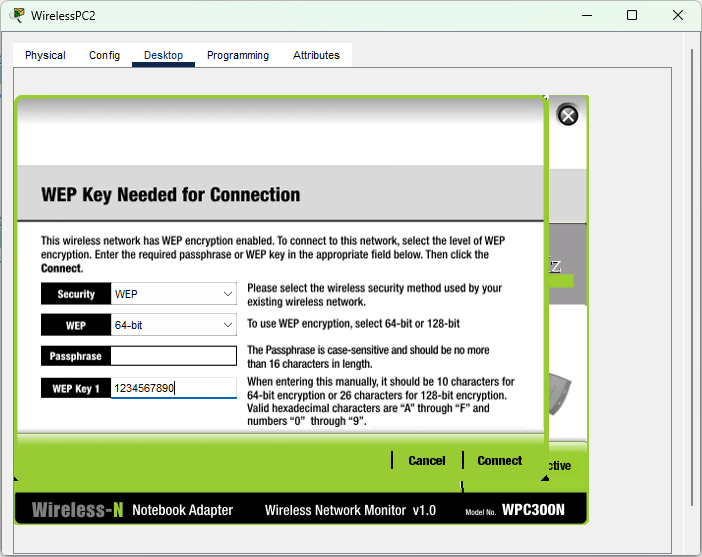 WirelessPC2
Physical Config Desktop Programming Attributes
WEP Key Needed for Connection
This wireless network has WEP encryption enabled. To connect to this network, select the level of WEP
encryption. Enter the required passphrase or WEP key in the appropriate field below. Then click the
Connect.
Security WEP
Please select the wireless security method used by your
existing wireless network.
WEP 64-bit
To use WEP encryption, select 64-bit or 128-bit
Passphrase
The Passphrase is case-sensitive and should be no more
than 16 characters in length.
WEP Key 1 1234567890
When entering this manually, it should be 10 characters for
64-bit encryption or 26 characters for 128-bit encryption.
Valid hexadecimal characters are “A” through “F” and
numbers “0” through “9”.
Cancel Connect
Wireless-N Notebook Adapter Wireless Network Monitor v1.0 Model No. WPC300N